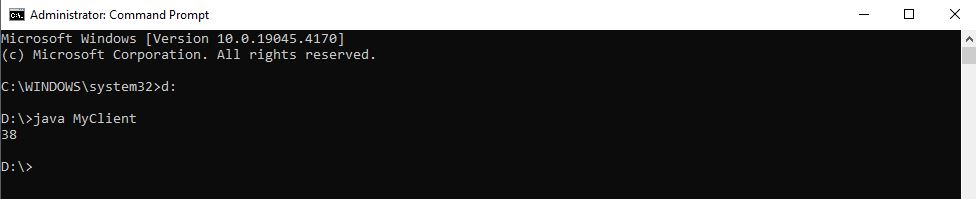 Administrator: Command Prompt
Microsoft Windows [Version 10.0.19045.4170]
(c) Microsoft Corporation. All rights reserved.
C:\WINDOWS\system32>d:
D:\>java MyClient
38
D:\>